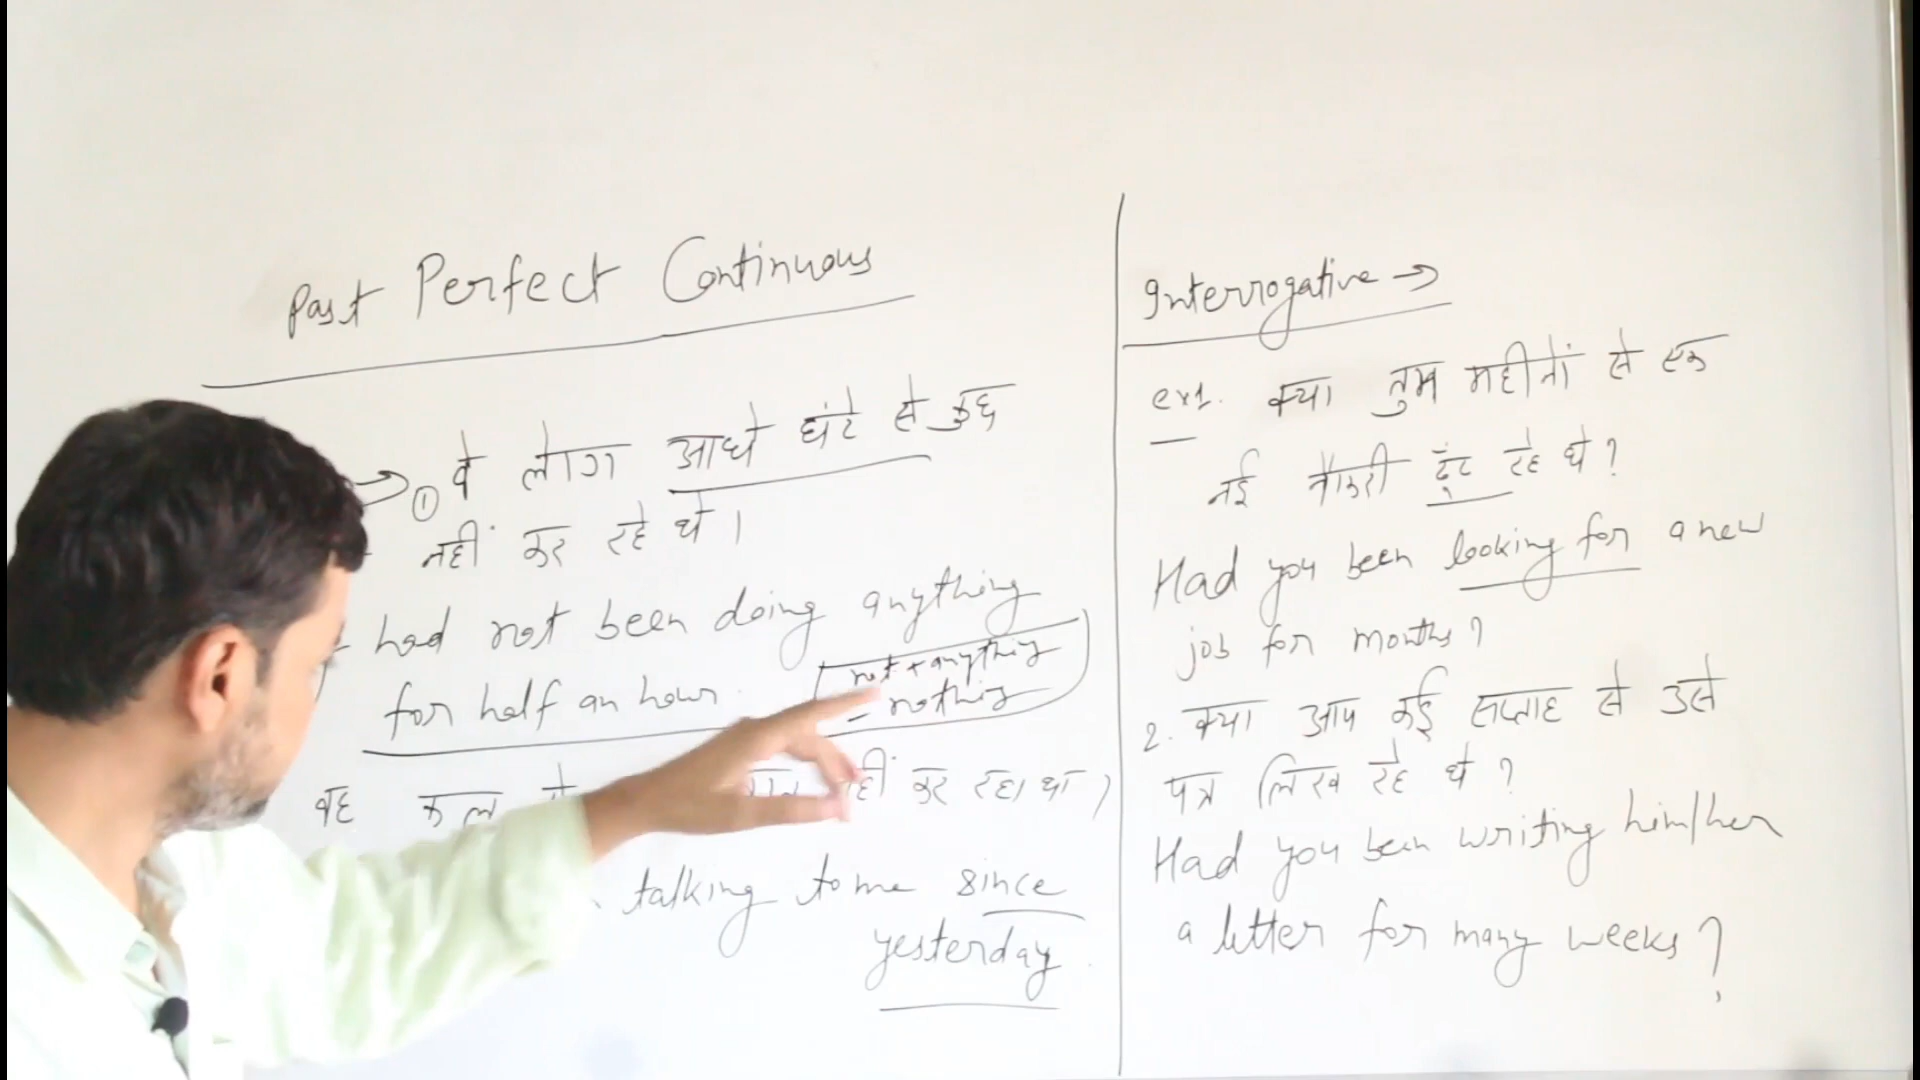 Past Perfect Continuous
① वे लोग आधे घंटे से कुछ
नहीं कर रहे थे।
had not been doing anything
for half an hour.
not + anything
= nothing
वह कल से नहीं कर रहा था।
talking to me since
yesterday.
Interrogative →
ex1. क्या तुम महीनों से एक
नई नौकरी ढूंढ रहे थे?
Had you been looking for a new
job for months?
2. क्या आप कई सप्ताह से उसे
पत्र लिख रहे थे?
Had you been writing him/her
a letter for many weeks?